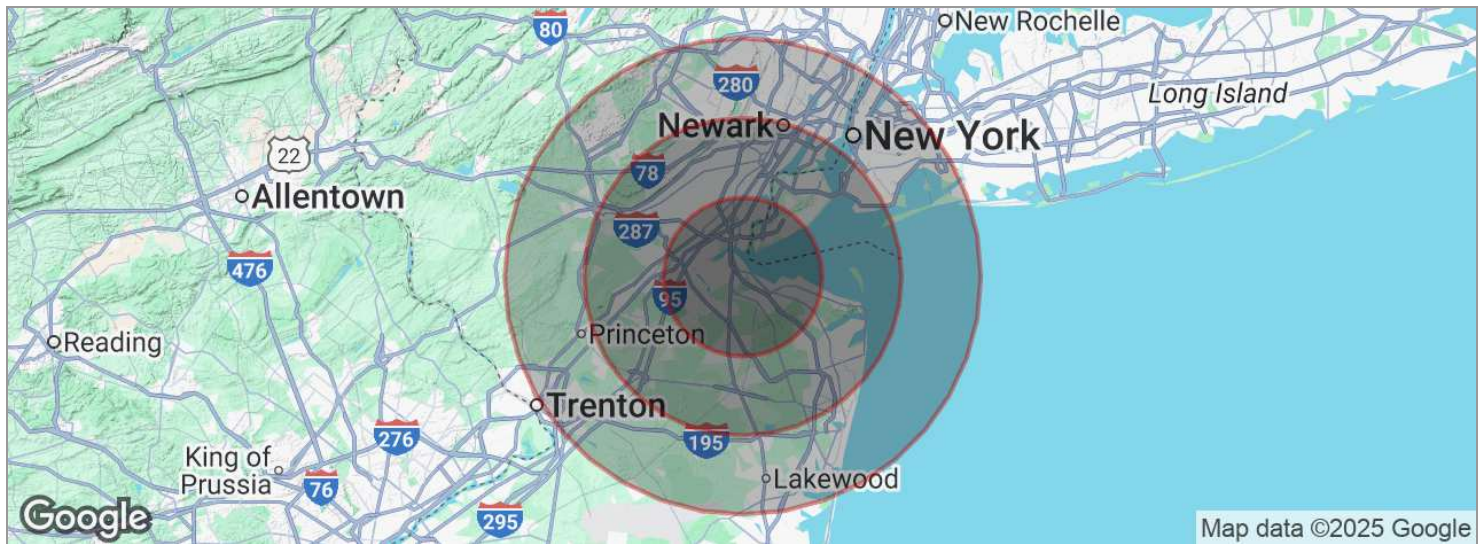 80
New Rochelle
280
Long Island
Newark
New York
22
78
Allentown
287
476
95
Princeton
Reading
Trenton
276
195
King of
Prussia
76
Lakewood
295
Google
Map data ©2025 Google